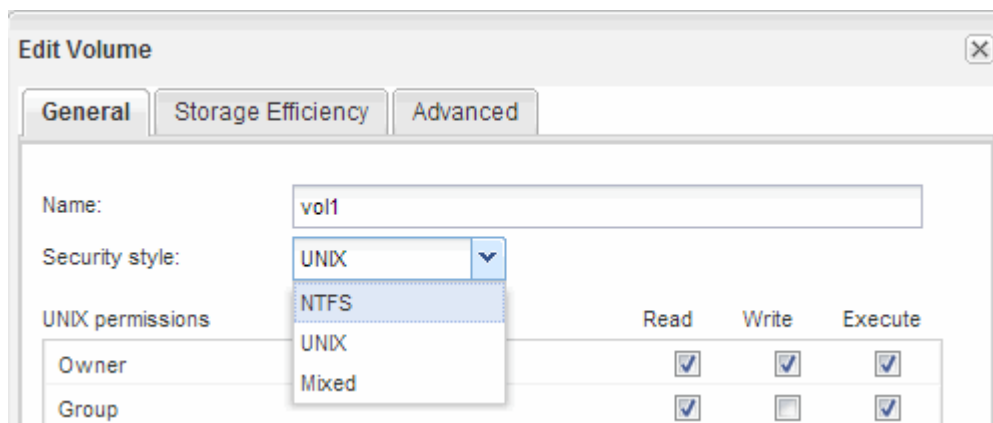 Edit Volume
General Storage Efficiency Advanced
Name: vol1
Security style: UNIX
NTFS
UNIX permissions Read Write Execute
UNIX
Owner
Mixed
Group